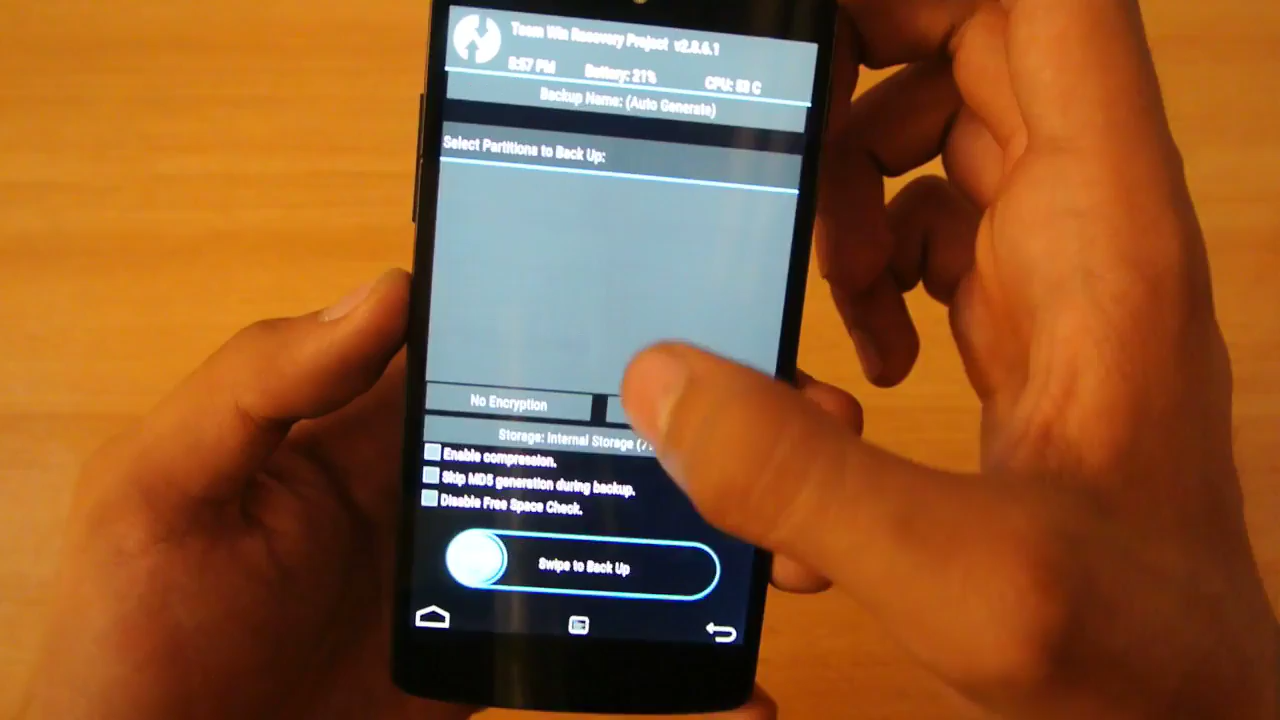 Team Win Recovery Project v2.8.6.1
8:57 PM Battery: 21% CPU: 53 C
Backup Name: (Auto Generate)
Select Partitions to Back Up:
No Encryption
Storage: Internal Storage
Enable compression.
Skip MD5 generation during backup.
Disable Free Space Check.
Swipe to Back Up